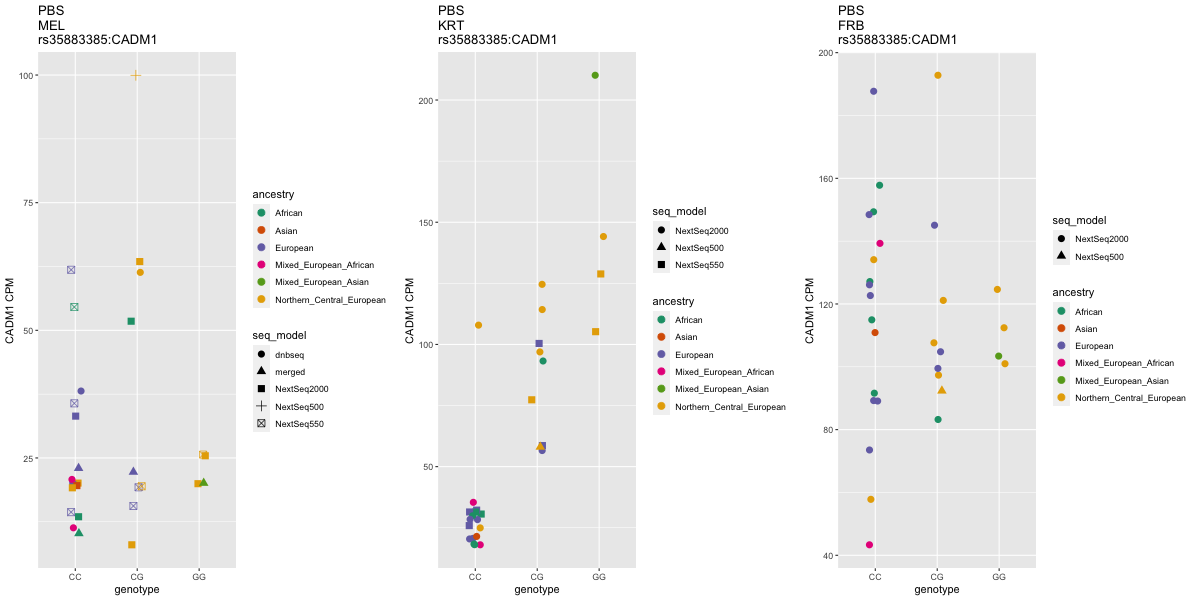 PBS
MEL
rs35883385:CADM1
100
75
50
25
CADM1 CPM
CC
CG
GG
genotype
ancestry
African
Asian
European
Mixed_European_African
Mixed_European_Asian
Northern_Central_European
seq_model
dnbseq
merged
NextSeq2000
NextSeq500
NextSeq550
PBS
KRT
rs35883385:CADM1
200
150
100
50
CADM1 CPM
CC
CG
GG
genotype
seq_model
NextSeq2000
NextSeq500
NextSeq550
ancestry
African
Asian
European
Mixed_European_African
Mixed_European_Asian
Northern_Central_European
PBS
FRB
rs35883385:CADM1
200
160
120
80
40
CADM1 CPM
CC
CG
GG
genotype
seq_model
NextSeq2000
NextSeq500
ancestry
African
Asian
European
Mixed_European_African
Mixed_European_Asian
Northern_Central_European